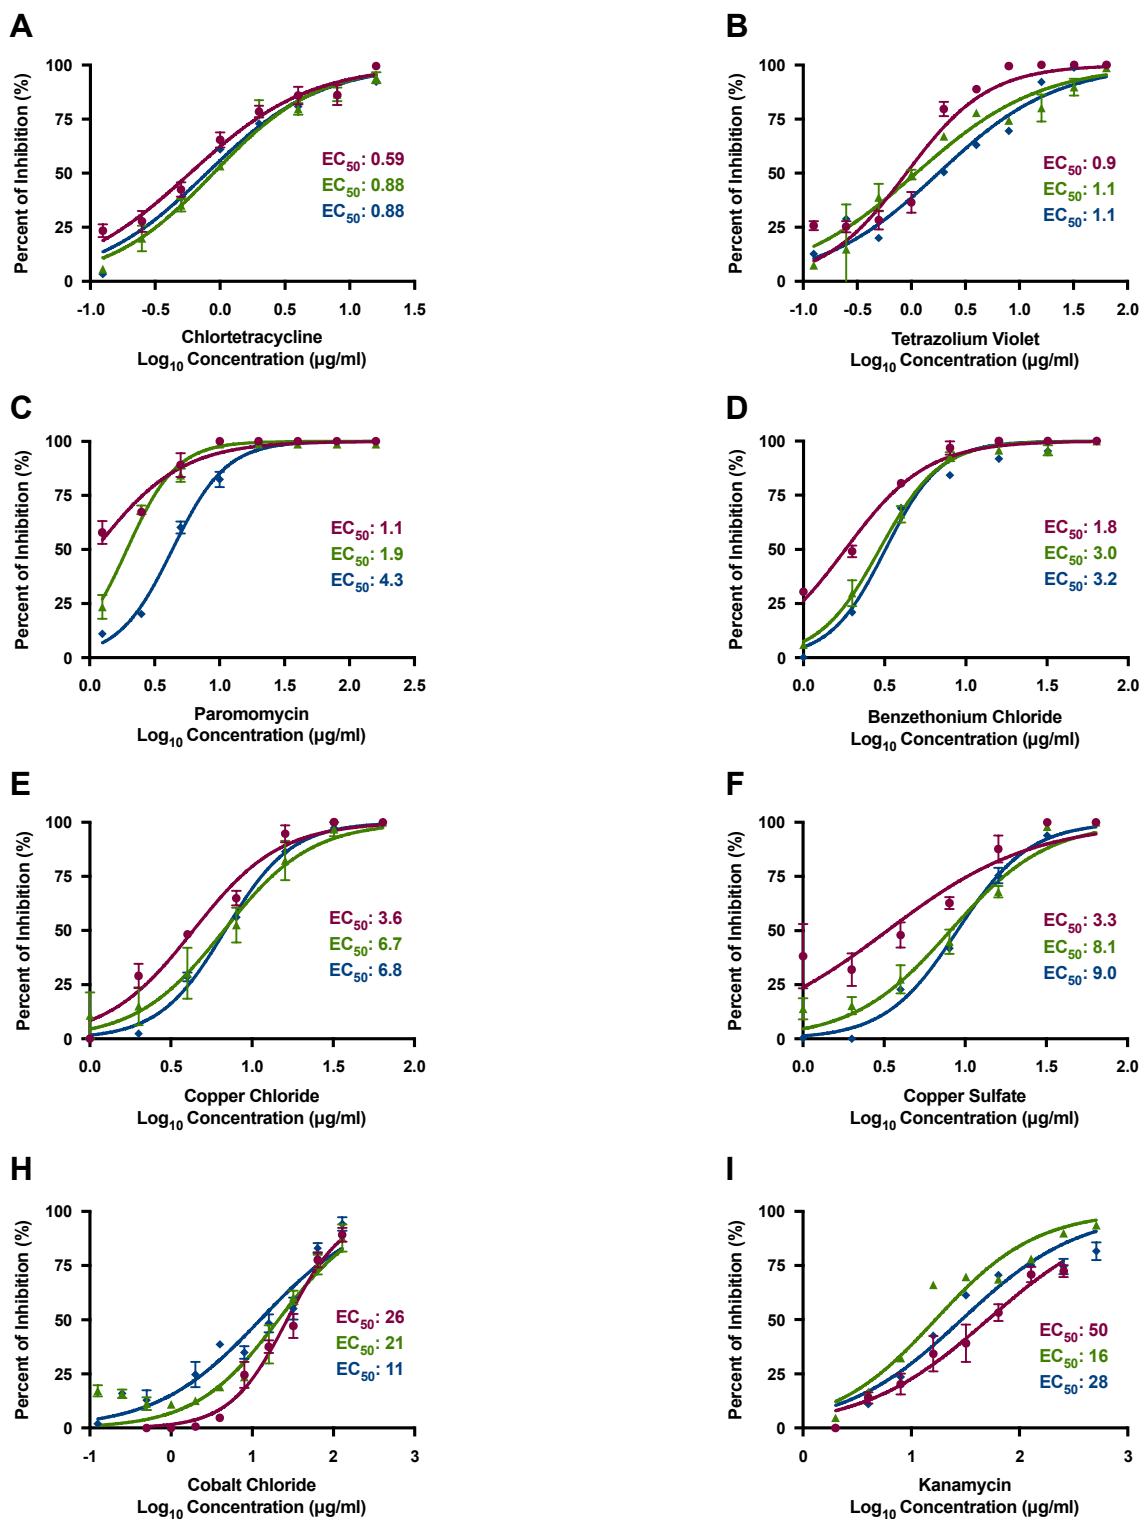 A
Percent of Inhibition (%)
100
75
50
25
0
EC50: 0.59
EC50: 0.88
EC50: 0.88
-1.0 -0.5 0.0 0.5 1.0 1.5
Chlortetracycline
Log10 Concentration (µg/ml)
B
Percent of Inhibition (%)
100
75
50
25
0
EC50: 0.9
EC50: 1.1
EC50: 1.1
-1.0 -0.5 0.0 0.5 1.0 1.5 2.0
Tetrazolium Violet
Log10 Concentration (µg/ml)
C
Percent of Inhibition (%)
100
75
50
25
0
EC50: 1.1
EC50: 1.9
EC50: 4.3
0.0 0.5 1.0 1.5 2.0 2.5
Paromomycin
Log10 Concentration (µg/ml)
D
Percent of Inhibition (%)
100
75
50
25
0
EC50: 1.8
EC50: 3.0
EC50: 3.2
0.0 0.5 1.0 1.5 2.0
Benzethonium Chloride
Log10 Concentration (µg/ml)
E
Percent of Inhibition (%)
100
75
50
25
0
EC50: 3.6
EC50: 6.7
EC50: 6.8
0.0 0.5 1.0 1.5 2.0
Copper Chloride
Log10 Concentration (µg/ml)
F
Percent of Inhibition (%)
100
75
50
25
0
EC50: 3.3
EC50: 8.1
EC50: 9.0
0.0 0.5 1.0 1.5 2.0
Copper Sulfate
Log10 Concentration (µg/ml)
H
Percent of Inhibition (%)
100
75
50
25
0
EC50: 26
EC50: 21
EC50: 11
-1 0 1 2 3
Cobalt Chloride
Log10 Concentration (µg/ml)
I
Percent of Inhibition (%)
100
75
50
25
0
EC50: 50
EC50: 16
EC50: 28
0 1 2 3
Kanamycin
Log10 Concentration (µg/ml)